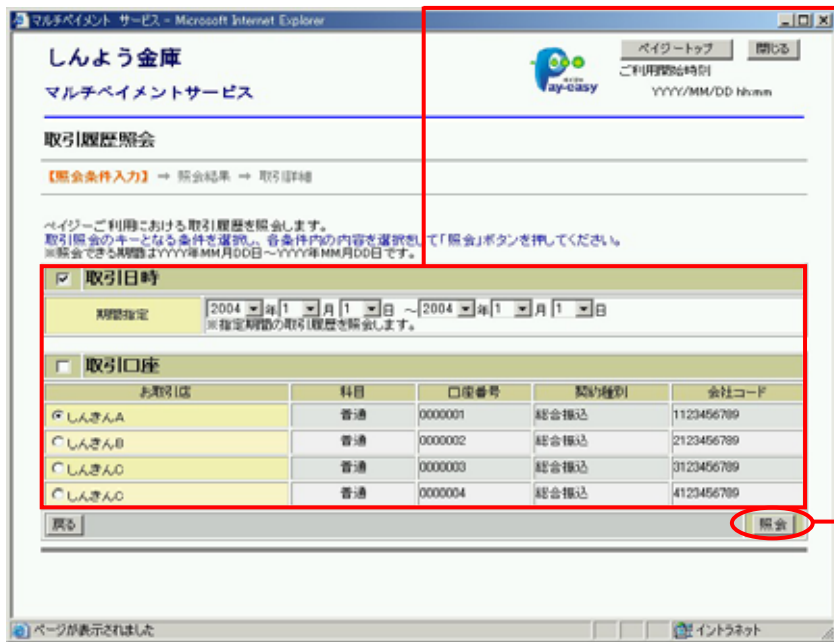 マルチペイメント サービス - Microsoft Internet Explorer
しんよう金庫
マルチペイメントサービス
Pay-easy
ペイジートップ 閉じる
ご利用開始時刻
YYYY/MM/DD hh:mm
取引履歴照会
【照会条件入力】 ⇒ 照会結果 ⇒ 取引詳細
ペイジーご利用における取引履歴を照会します。
取引照会のキーとなる条件を選択し、各条件内の内容を選択をして「照会」ボタンを押してください。
※照会できる期間はYYYY年MM月DD日～YYYY年MM月DD日です。
取引日時
期間指定 2004 年 1 月 1 日 ～ 2004 年 1 月 1 日
※指定期間の取引履歴を照会します。
取引口座
お取引店 科目 口座番号 契約種別 会社コード
しんきんA 普通 0000001 総合振込 1123456789
しんきんB 普通 0000002 総合振込 2123456789
しんきんC 普通 0000003 総合振込 3123456789
しんきんC 普通 0000004 総合振込 4123456789
戻る 照会
ページが表示されました イントラネット